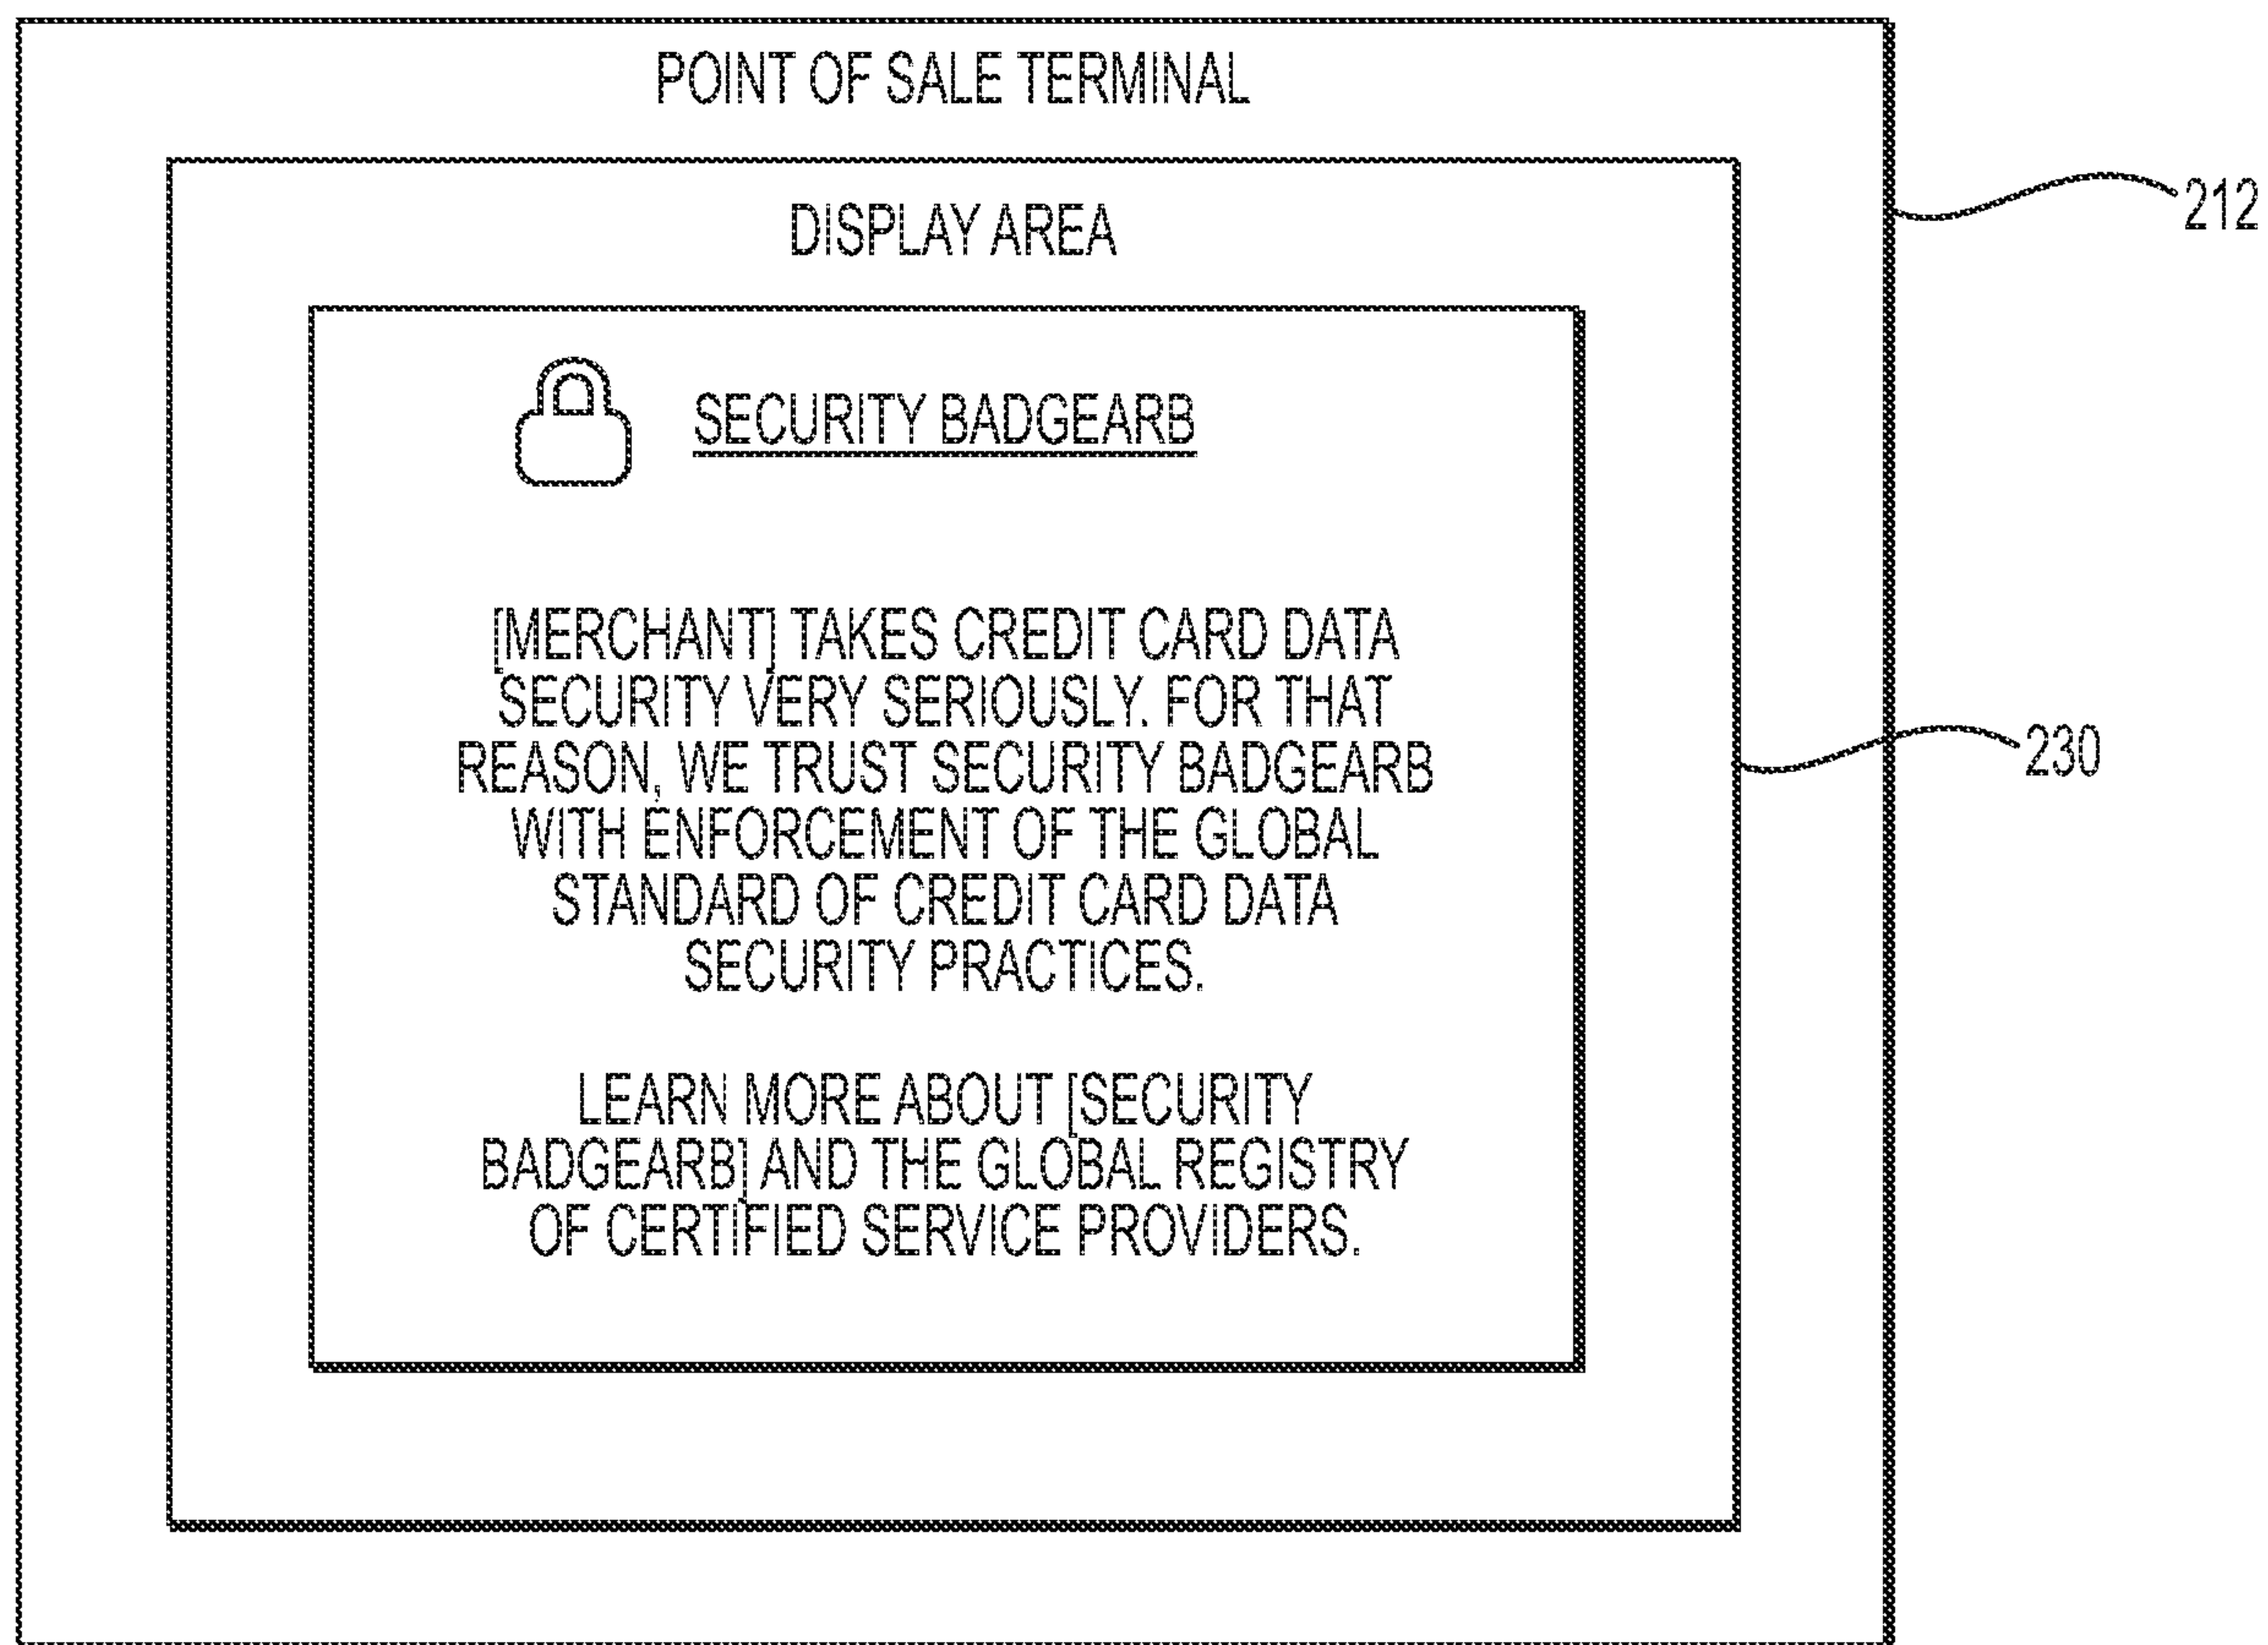 POINT OF SALE TERMINAL
DISPLAY AREA
212
SECURITY BADGEARB
[MERCHANT] TAKES CREDIT CARD DATA
SECURITY VERY SERIOUSLY. FOR THAT
REASON, WE TRUST SECURITY BADGEARB
230
WITH ENFORCEMENT OF THE GLOBAL
STANDARD OF CREDIT CARD DATA
SECURITY PRACTICES.
LEARN MORE ABOUT [SECURITY
BADGEARB] AND THE GLOBAL REGISTRY
OF CERTIFIED SERVICE PROVIDERS.